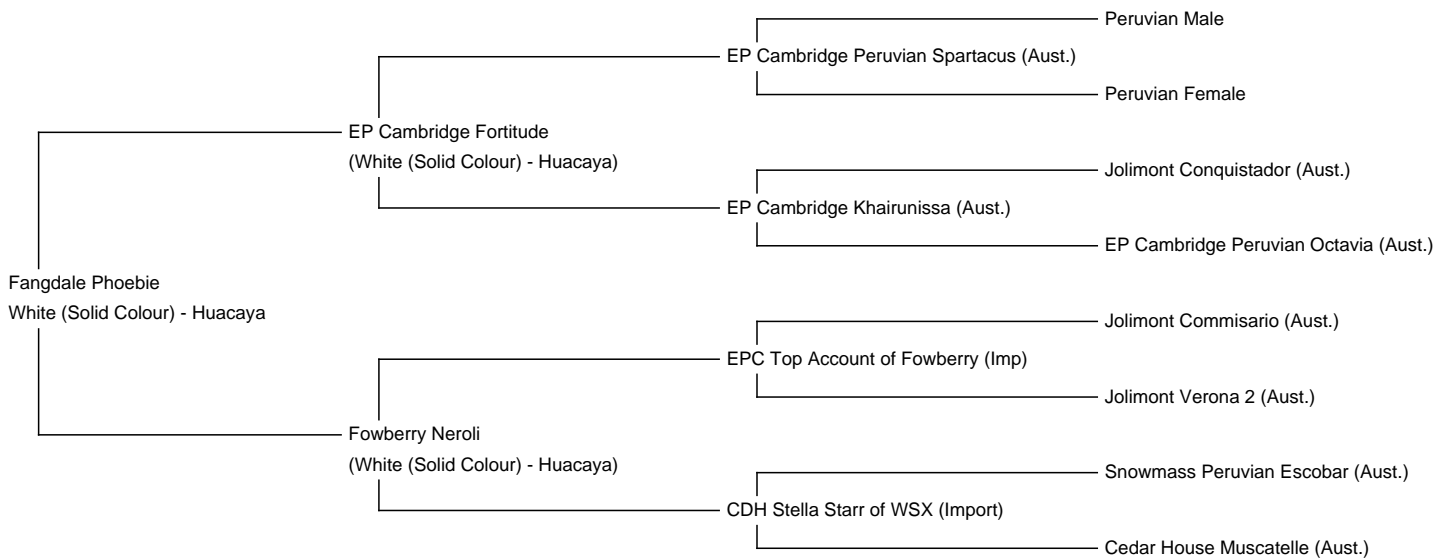 Peruvian Male
EP Cambridge Peruvian Spartacus (Aust.)
Peruvian Female
EP Cambridge Fortitude
(White (Solid Colour) - Huacaya)
Jolimont Conquistador (Aust.)
EP Cambridge Khairunissa (Aust.)
EP Cambridge Peruvian Octavia (Aust.)
Fangdale Phoebie
White (Solid Colour) - Huacaya
Jolimont Commisario (Aust.)
EPC Top Account of Fowberry (Imp)
Jolimont Verona 2 (Aust.)
Fowberry Neroli
(White (Solid Colour) - Huacaya)
Snowmass Peruvian Escobar (Aust.)
CDH Stella Starr of WSX (Import)
Cedar House Muscatelle (Aust.)